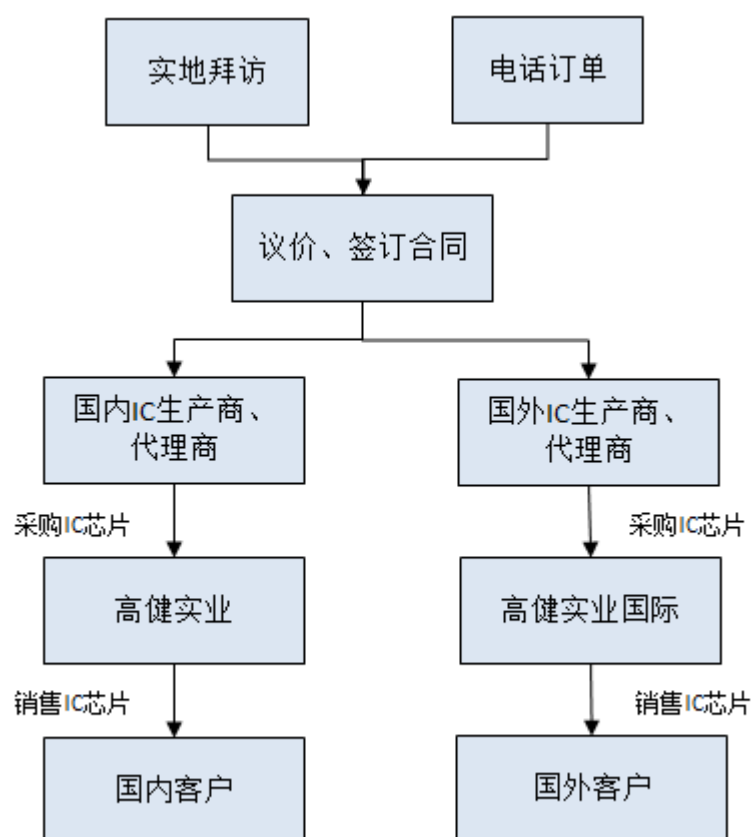 实地拜访
电话订单
议价、签订合同
国内IC生产商、
代理商
国外IC生产商、
代理商
采购IC芯片
采购IC芯片
高健实业
高健实业国际
销售IC芯片
销售IC芯片
国内客户
国外客户